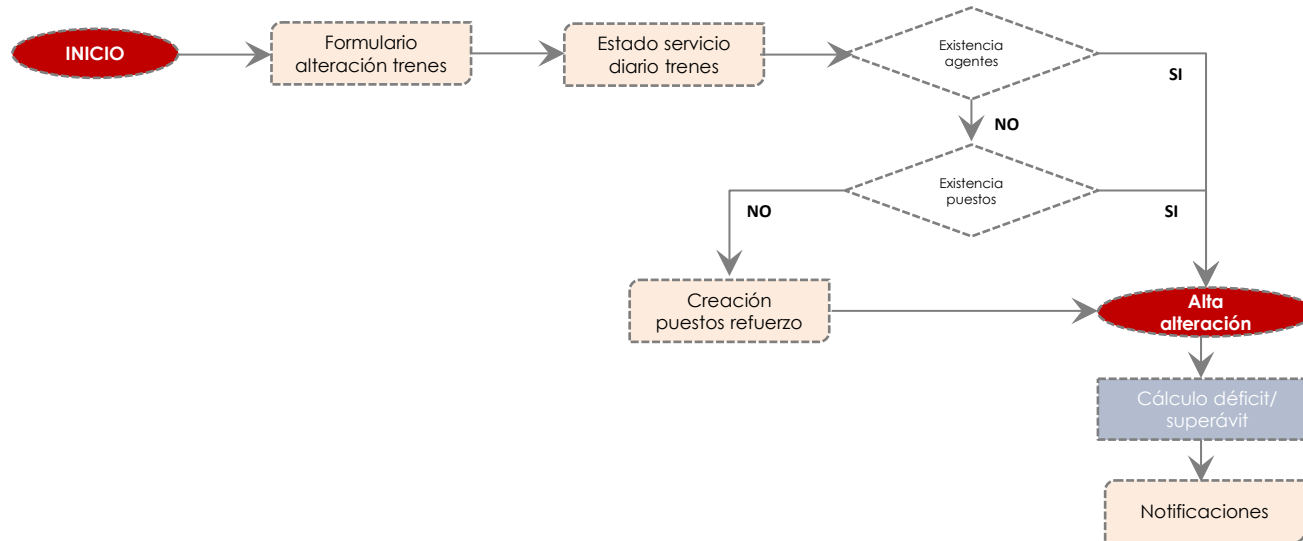 INICIO
Formulario
alteración trenes
Estado servicio
diario trenes
Existencia
agentes
SI
NO
Existencia
puestos
NO
SI
Creación
puestos refuerzo
Alta
alteración
Cálculo déficit/
superávit
Notificaciones